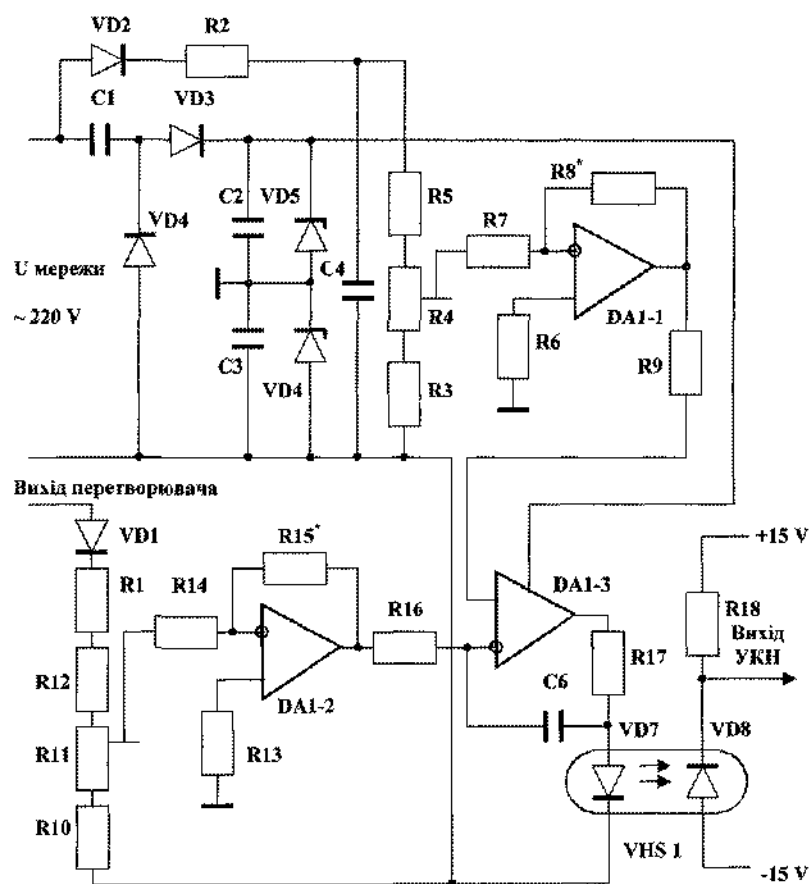 VD2
R2
C1
VD3
R8*
C2
VD5
R5
R7
VD4
U мережи
C4
~ 220 V
R4
DA1-1
R6
C3
VD4
R3
R9
Вихід перетворювача
VD1
R15*
+15 V
R1
R14
DA1-3
R16
R18
Вихід
УКН
R12
R17
DA1-2
C6
R11
R13
VD7
VD8
R10
VHS 1
-15 V